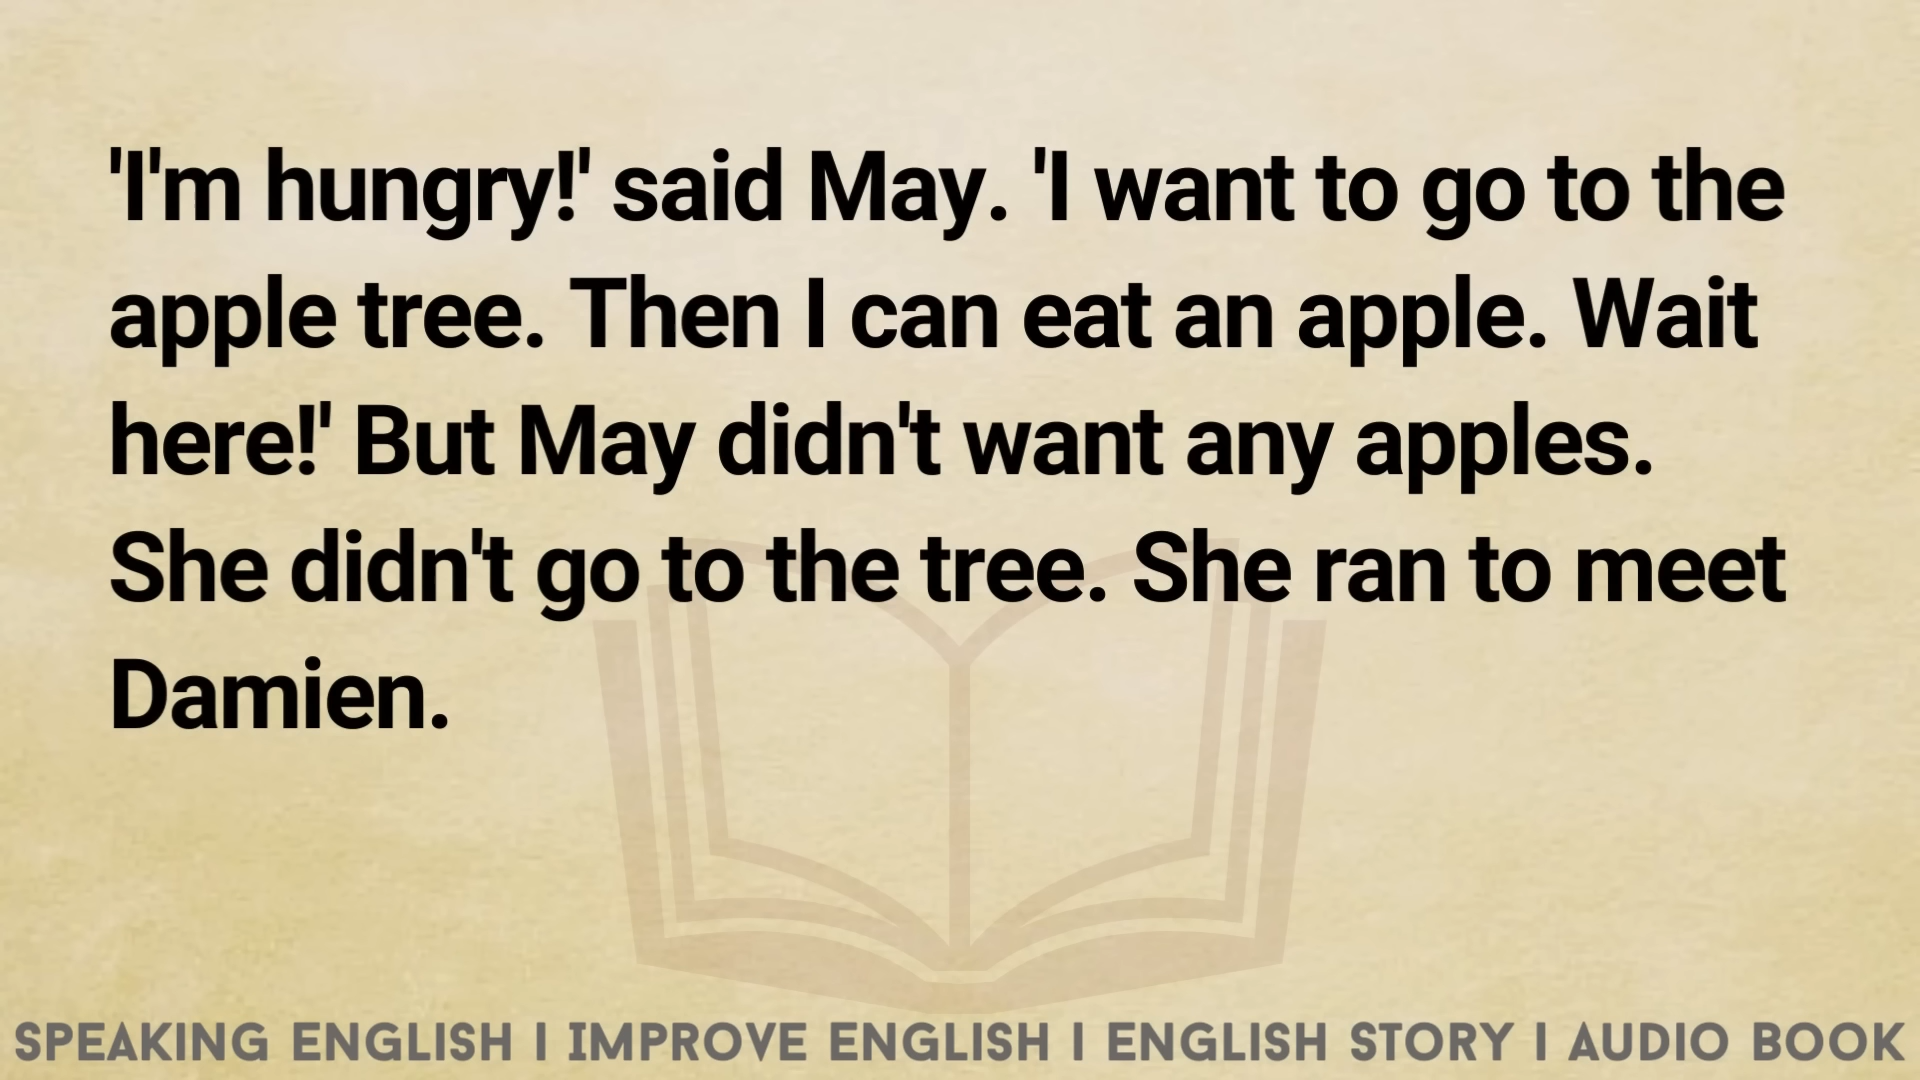 'I'm hungry!' said May. 'I want to go to the
apple tree. Then I can eat an apple. Wait
here!' But May didn't want any apples.
She didn't go to the tree. She ran to meet
Damien.
SPEAKING ENGLISH I IMPROVE ENGLISH I ENGLISH STORY I AUDIO BOOK